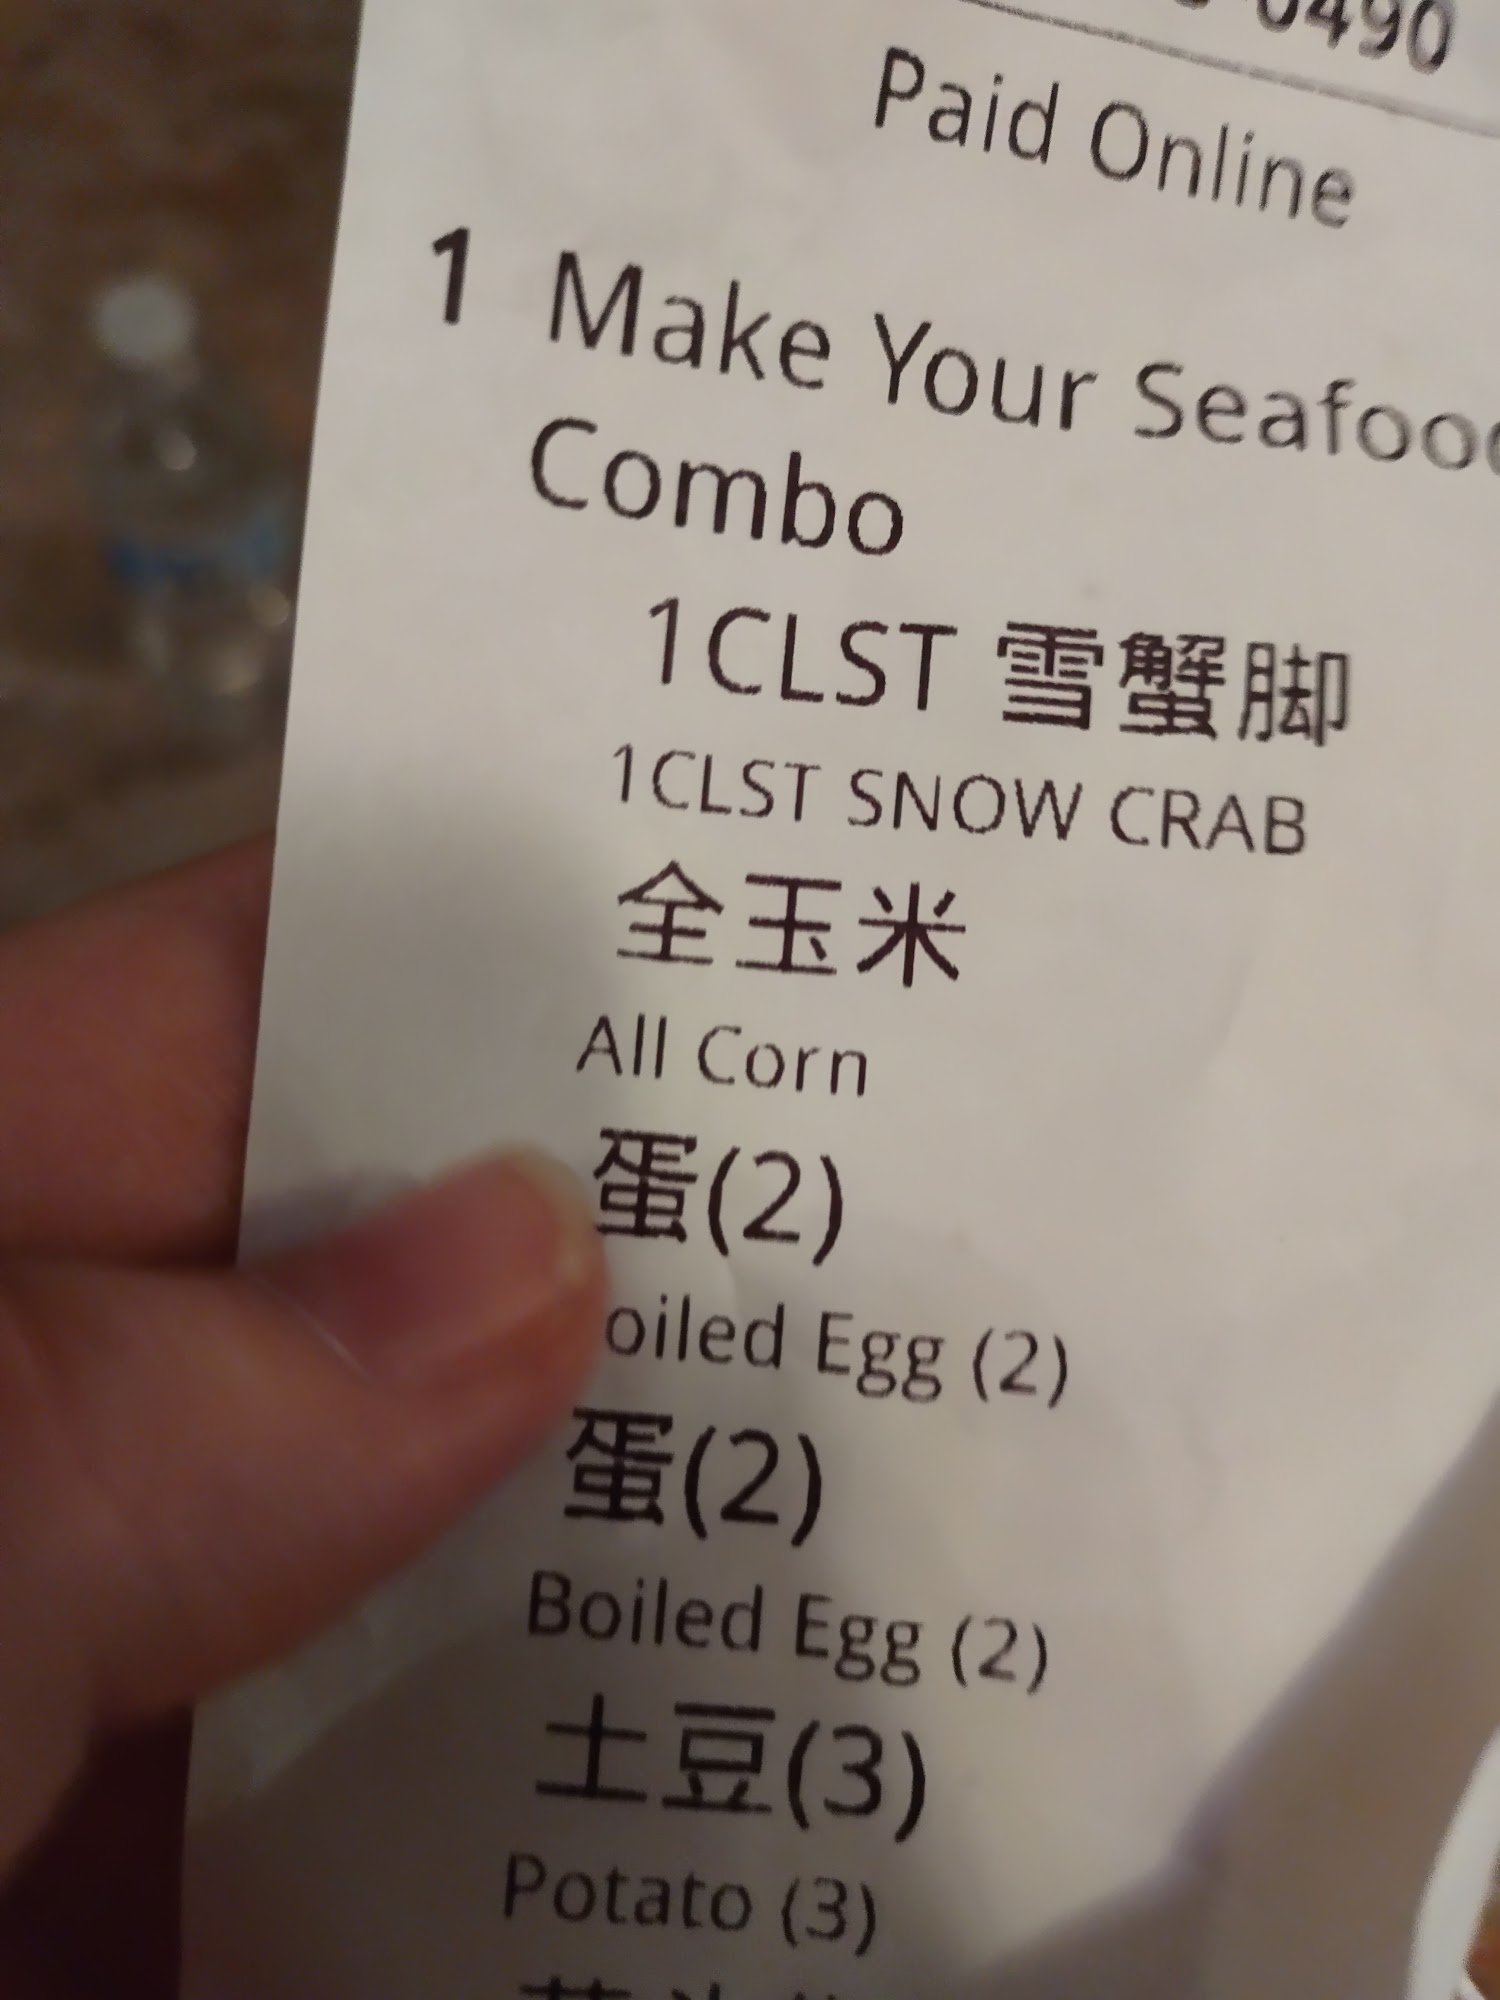 0490
Paid Online
1 Make Your Seafood
Combo
1CLST 雪蟹脚
1CLST SNOW CRAB
全玉米
All Corn
蛋(2)
oiled Egg (2)
蛋(2)
Boiled Egg (2)
土豆(3)
Potato (3)